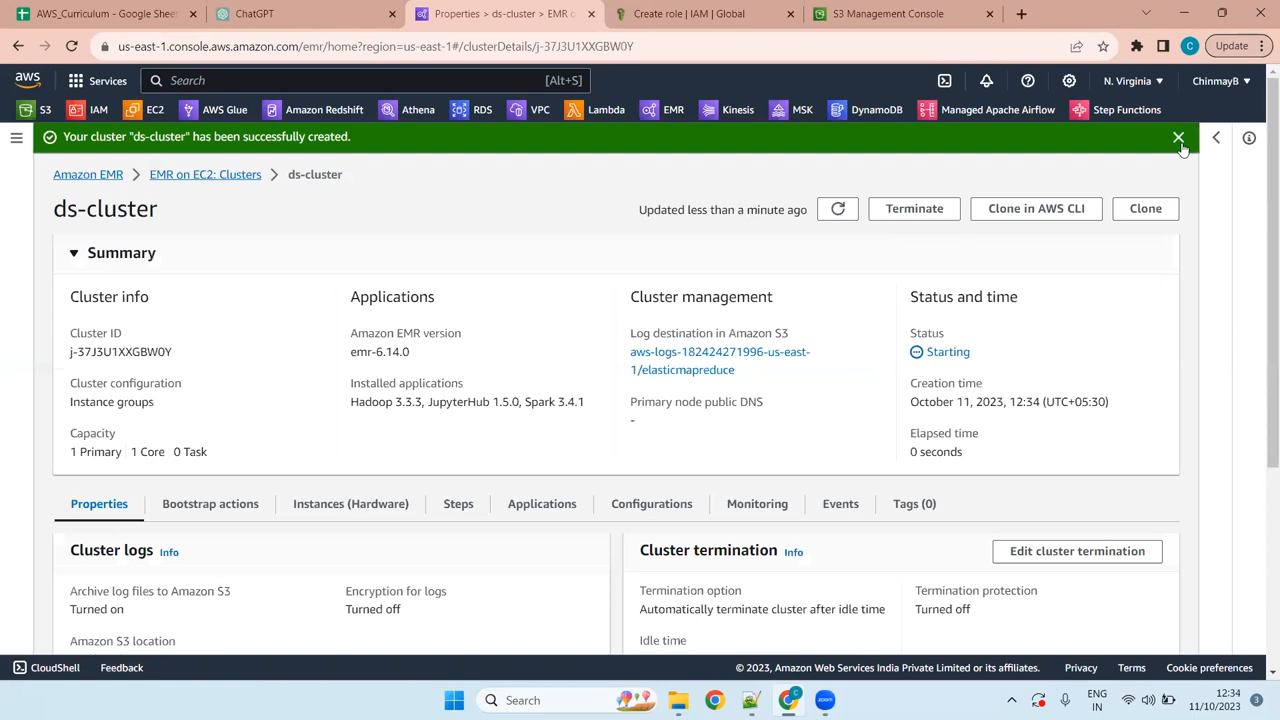 AWS_Curriculum - Google Sheet
ChatGPT
Properties > ds-cluster > EMR o
Create role | IAM | Global
S3 Management Console
us-east-1.console.aws.amazon.com/emr/home?region=us-east-1#/clusterDetails/j-37J3U1XXGBW0Y
C
Update
aws
Services
Search
[Alt+S]
N. Virginia
ChinmayB
S3
IAM
EC2
AWS Glue
Amazon Redshift
Athena
RDS
VPC
Lambda
EMR
Kinesis
MSK
DynamoDB
Managed Apache Airflow
Step Functions
Your cluster "ds-cluster" has been successfully created.
Amazon EMR
EMR on EC2: Clusters
ds-cluster
ds-cluster
Updated less than a minute ago
Terminate
Clone in AWS CLI
Clone
Summary
Cluster info
Cluster ID
j-37J3U1XXGBW0Y
Cluster configuration
Instance groups
Capacity
1 Primary 1 Core 0 Task
Applications
Amazon EMR version
emr-6.14.0
Installed applications
Hadoop 3.3.3, JupyterHub 1.5.0, Spark 3.4.1
Cluster management
Log destination in Amazon S3
aws-logs-182424271996-us-east-
1/elasticmapreduce
Primary node public DNS
-
Status and time
Status
Starting
Creation time
October 11, 2023, 12:34 (UTC+05:30)
Elapsed time
0 seconds
Properties
Bootstrap actions
Instances (Hardware)
Steps
Applications
Configurations
Monitoring
Events
Tags (0)
Cluster logs Info
Archive log files to Amazon S3
Turned on
Encryption for logs
Turned off
Amazon S3 location
Cluster termination Info
Edit cluster termination
Termination option
Automatically terminate cluster after idle time
Termination protection
Turned off
Idle time
CloudShell
Feedback
© 2023, Amazon Web Services India Private Limited or its affiliates.
Privacy
Terms
Cookie preferences
Search
ENG
IN
12:34
11/10/2023
3